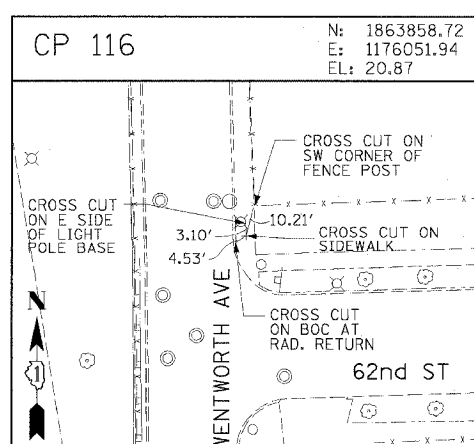 CP 116
N: 1863858.72
E: 1176051.94
EL: 20.87
CROSS CUT ON
SW CORNER OF
FENCE POST
CROSS CUT
ON E SIDE
OF LIGHT
POLE BASE
10.21'
3.10'
4.53'
CROSS CUT ON
SIDEWALK
CROSS CUT
ON BOC AT
RAD. RETURN
N
1
WENTWORTH AVE
62nd ST